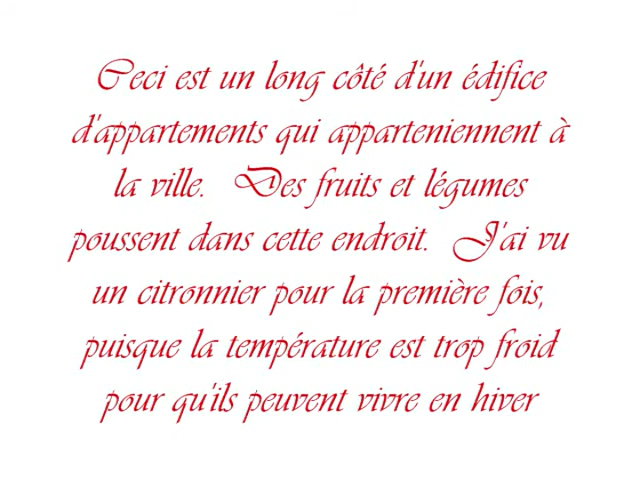 Ceci est un long côté d'un édifice
d'appartements qui apparteniennent à
la ville. Des fruits et légumes
poussent dans cette endroit. J'ai vu
un citronnier pour la première fois,
puisque la température est trop froid
pour qu'ils peuvent vivre en hiver